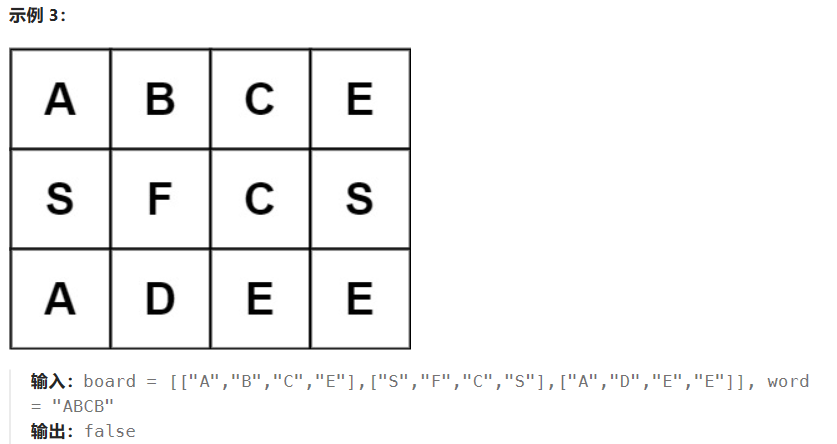 示例 3：
A B C E
S F C S
A D E E
输入：board = [["A","B","C","E"],["S","F","C","S"],["A","D","E","E"]], word
= "ABCB"
输出：false